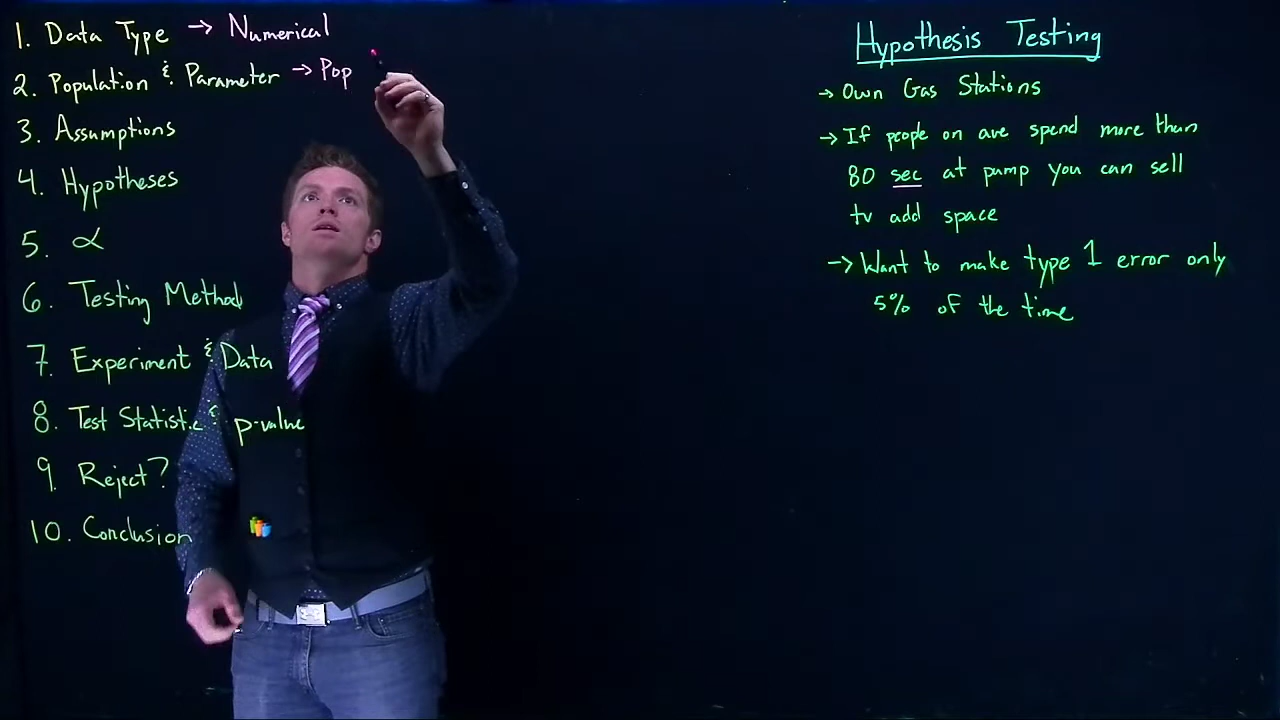 1. Data Type → Numerical
2. Population & Parameter → Pop
3. Assumptions
4. Hypotheses
5. α
6. Testing Method
7. Experiment & Data
8. Test Statistic & p-value
9. Reject?
10. Conclusion
Hypothesis Testing
→ Own Gas Stations
→ If people on ave spend more than
80 sec at pump you can sell
tv add space
→ Want to make type 1 error only
5% of the time